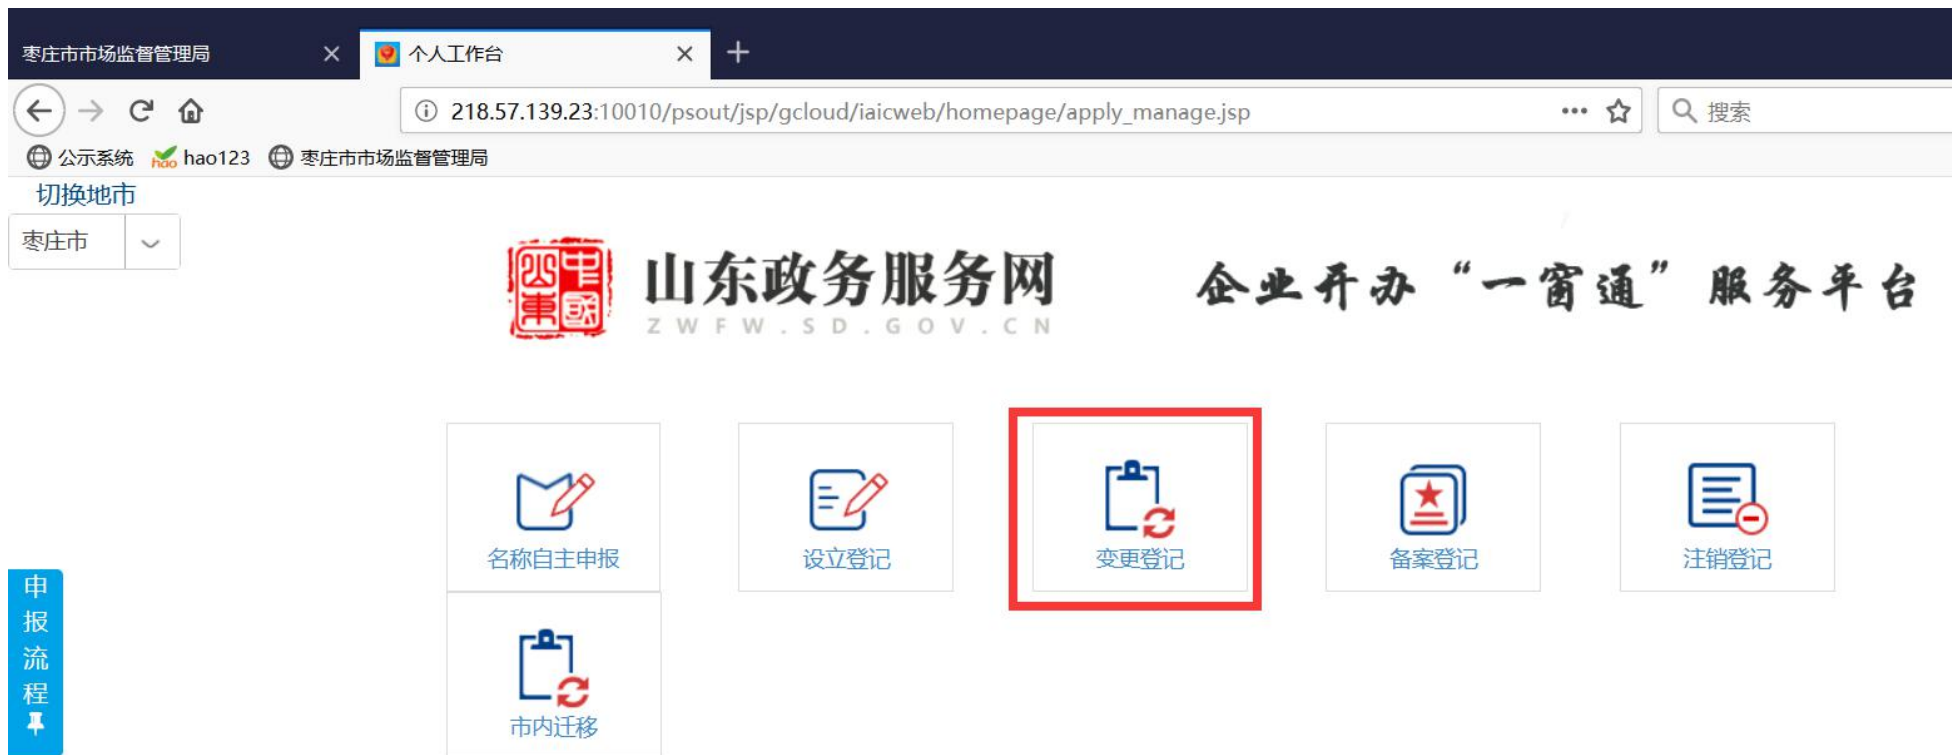 枣庄市市场监督管理局
个人工作台
218.57.139.23:10010/psout/jsp/gcloud/iaicweb/homepage/apply_manage.jsp
搜索
公示系统 hao123 枣庄市市场监督管理局
切换地市
枣庄市
山东政务服务网
ZWFW.SD.GOV.CN
企业开办“一窗通”服务平台
名称自主申报
设立登记
变更登记
备案登记
注销登记
市内迁移
申报流程